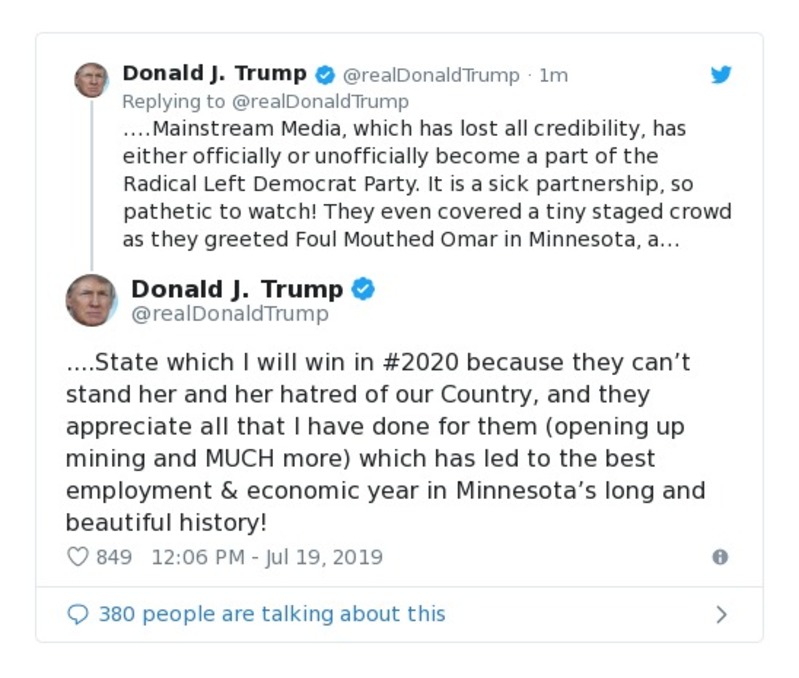 Donald J. Trump @realDonaldTrump · 1m
Replying to @realDonaldTrump
....Mainstream Media, which has lost all credibility, has
either officially or unofficially become a part of the
Radical Left Democrat Party. It is a sick partnership, so
pathetic to watch! They even covered a tiny staged crowd
as they greeted Foul Mouthed Omar in Minnesota, a...
Donald J. Trump
@realDonaldTrump
....State which I will win in #2020 because they can’t
stand her and her hatred of our Country, and they
appreciate all that I have done for them (opening up
mining and MUCH more) which has led to the best
employment & economic year in Minnesota’s long and
beautiful history!
849 12:06 PM - Jul 19, 2019
380 people are talking about this